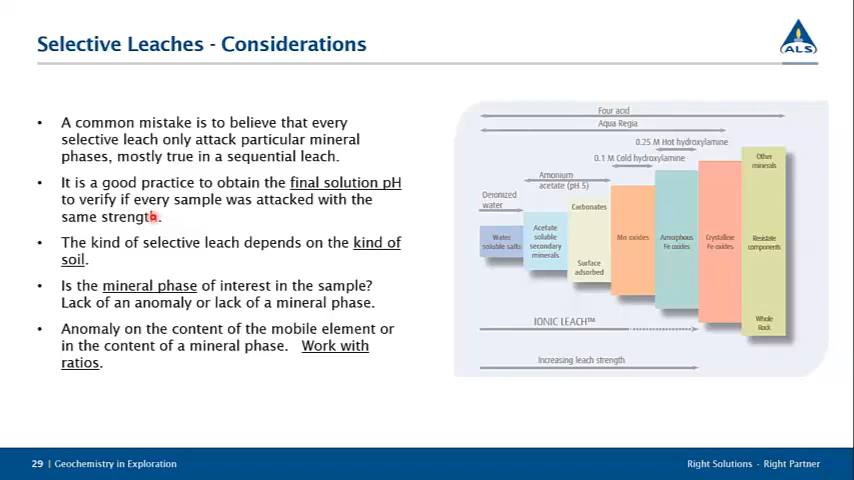 Selective Leaches - Considerations
ALS
• A common mistake is to believe that every
selective leach only attack particular mineral
phases, mostly true in a sequential leach.
• It is a good practice to obtain the final solution pH
to verify if every sample was attacked with the
same strength.
• The kind of selective leach depends on the kind of
soil.
• Is the mineral phase of interest in the sample?
Lack of an anomaly or lack of a mineral phase.
• Anomaly on the content of the mobile element or
in the content of a mineral phase. Work with
ratios.
Four acid
Aqua Regia
0.25 M Hot hydroxylamine
0.1 M Cold hydroxylamine
Amonium
acetate (pH 5)
Deionized
water
Water
soluble salts
Acetate
soluble
secondary
minerals
Carbonates
Surface
adsorbed
Mn oxides
Amorphous
Fe oxides
Crystalline
Fe oxides
Other
minerals
Resistate
components
Whole
Rock
IONIC LEACH™
Increasing leach strength
29 | Geochemistry in Exploration
Right Solutions · Right Partner